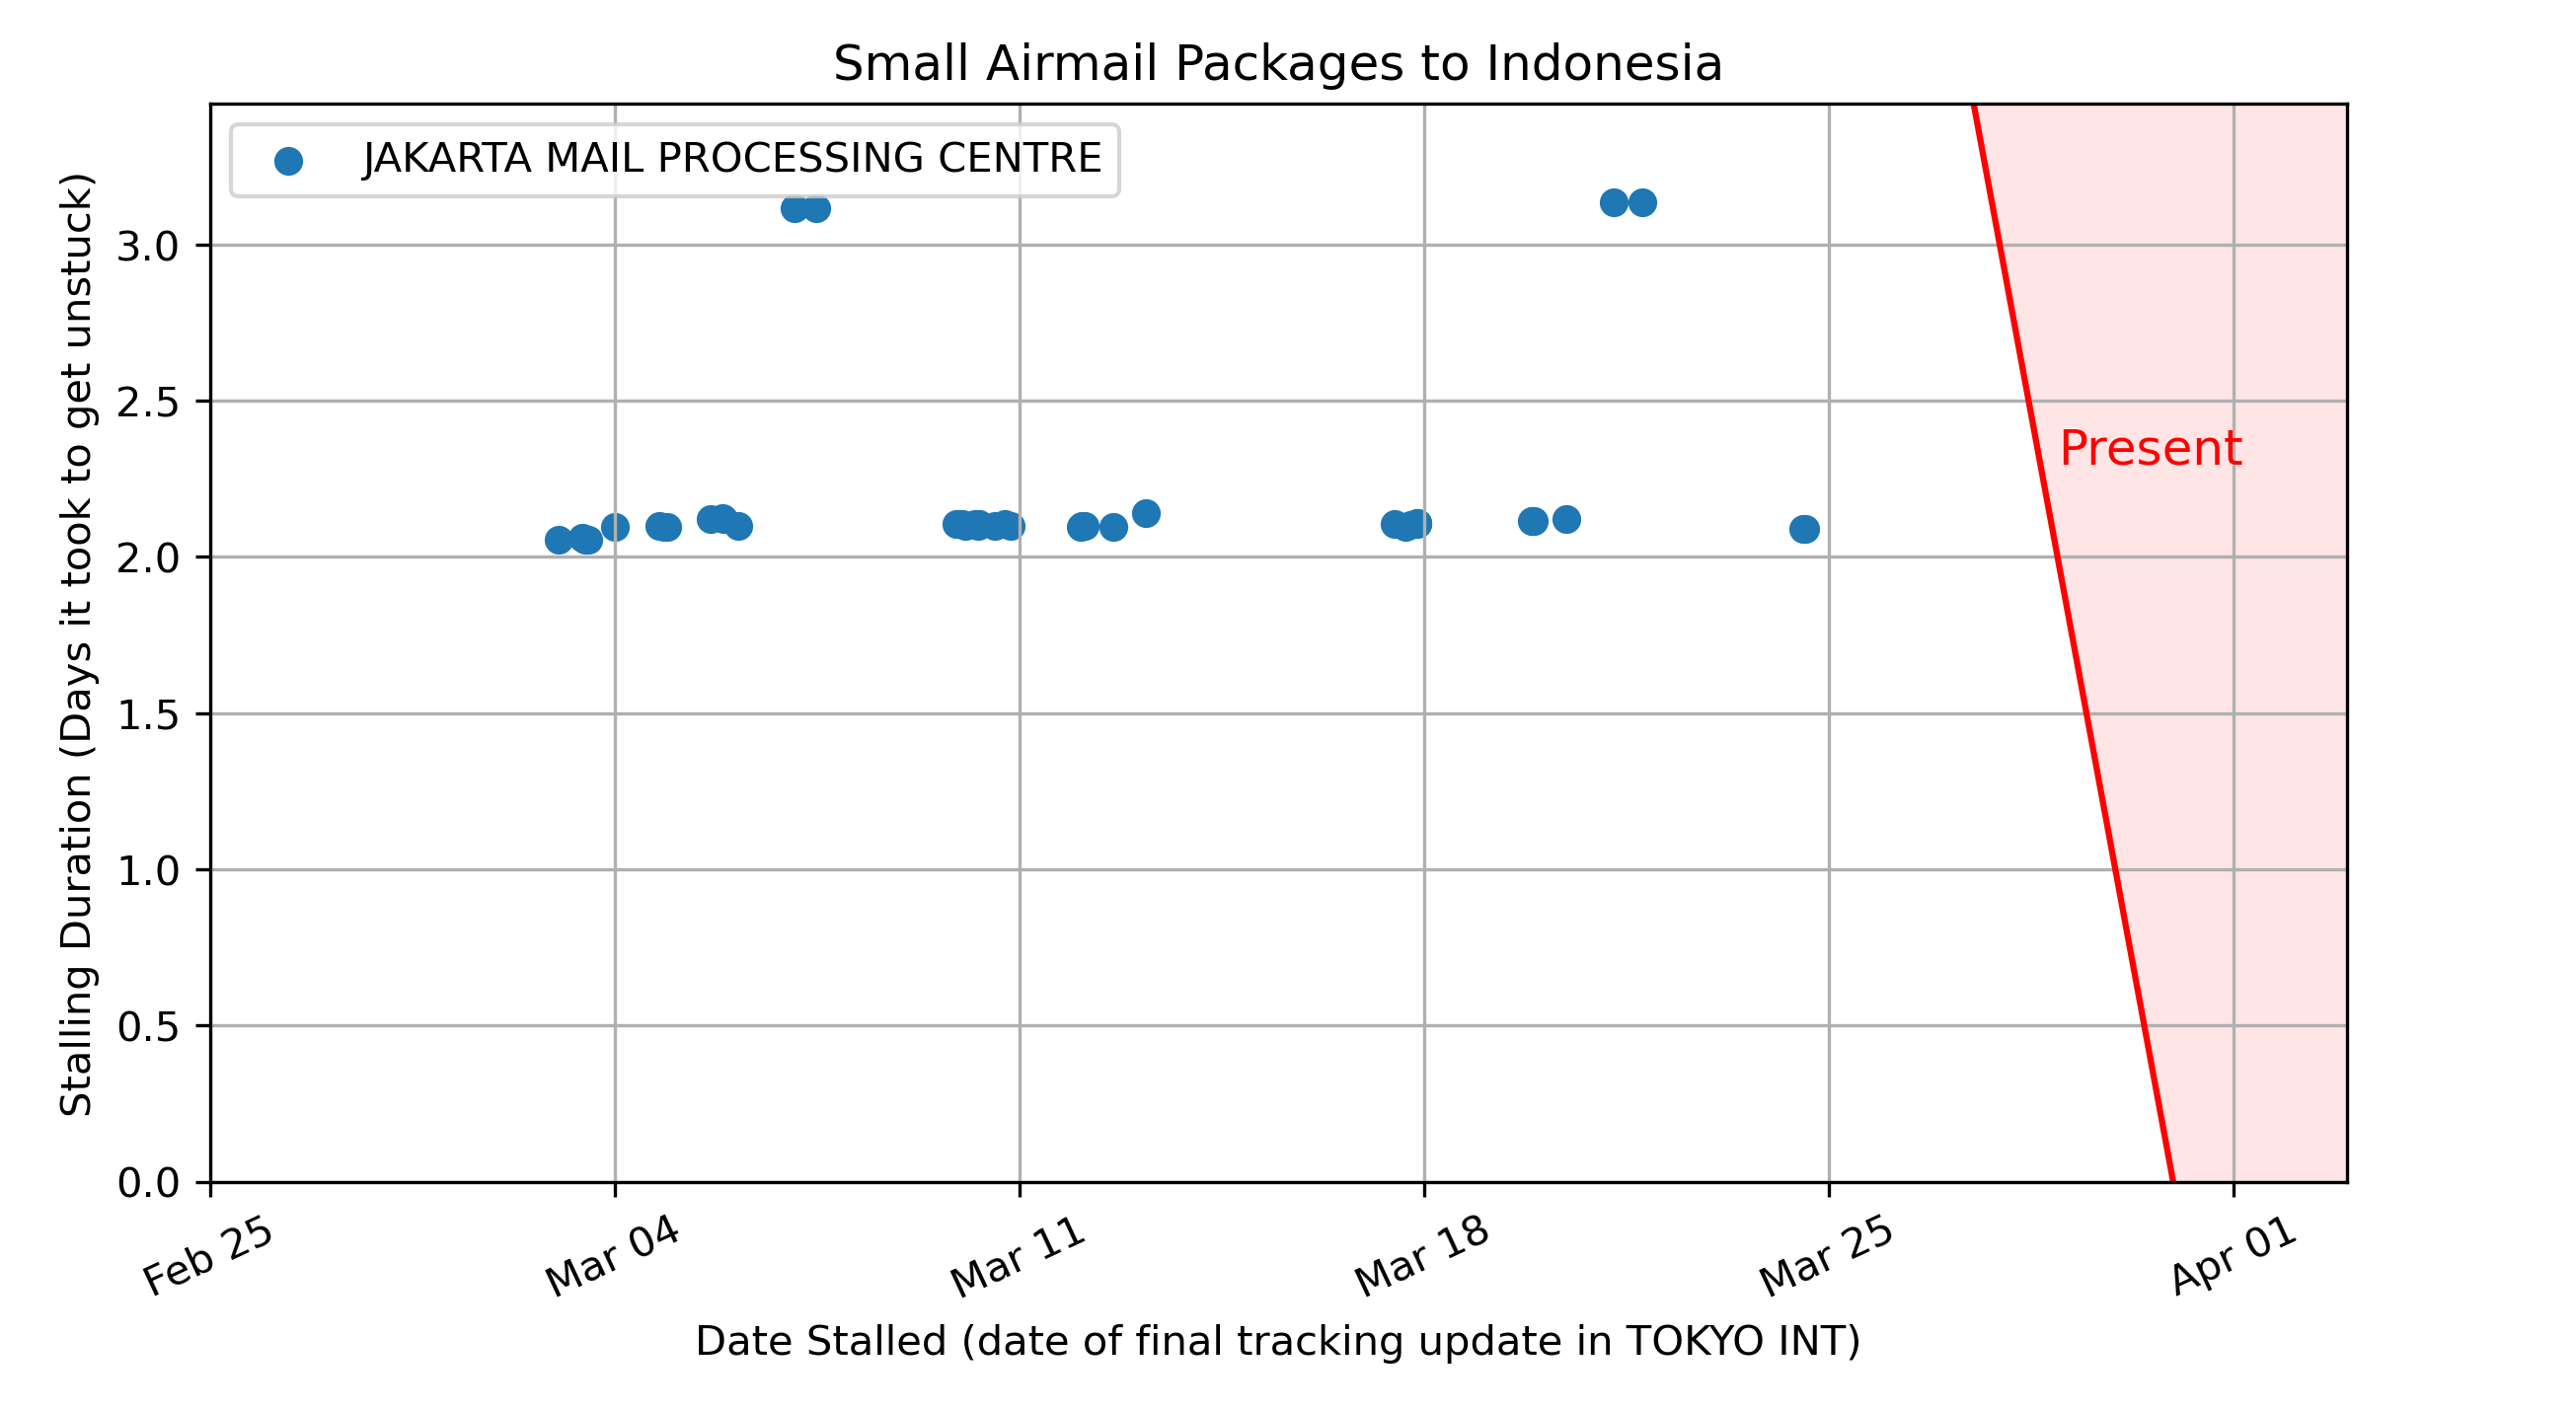 Small Airmail Packages to Indonesia
JAKARTA MAIL PROCESSING CENTRE
Stalling Duration (Days it took to get unstuck)
3.0
2.5
2.0
1.5
1.0
0.5
0.0
Present
Feb 25
Mar 04
Mar 11
Mar 18
Mar 25
Apr 01
Date Stalled (date of final tracking update in TOKYO INT)